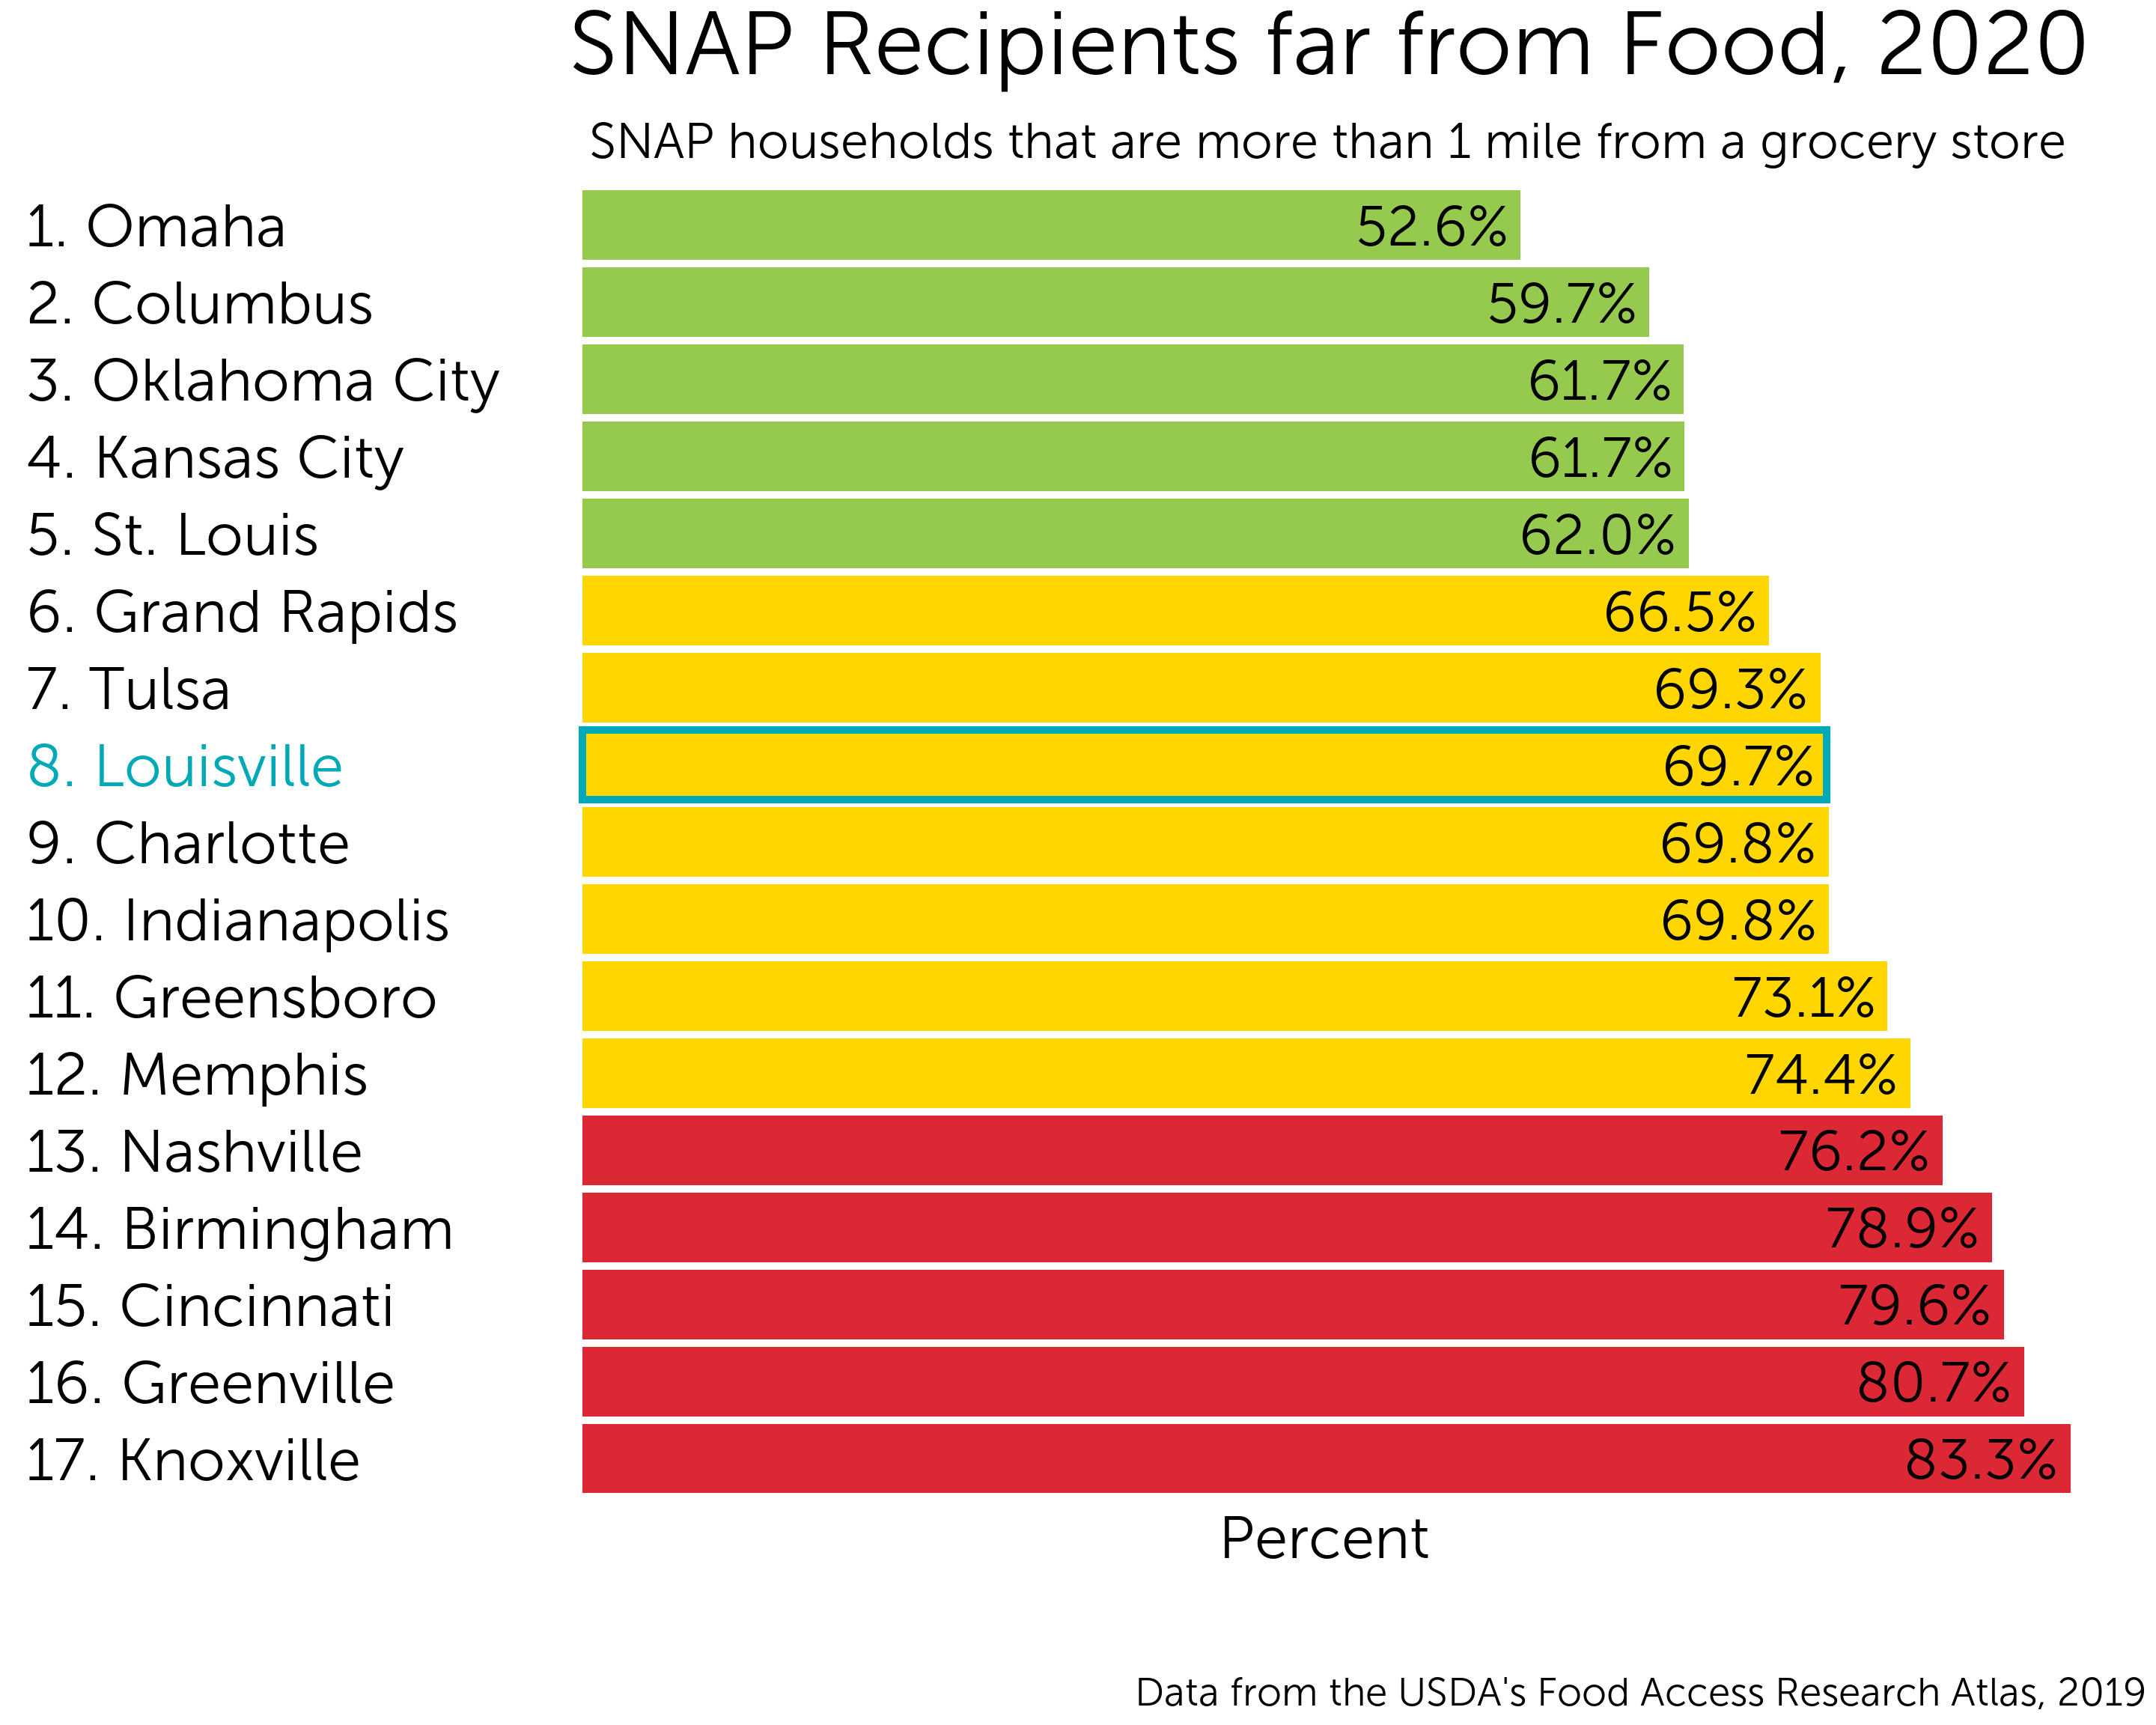 SNAP Recipients far from Food, 2020
SNAP households that are more than 1 mile from a grocery store
1. Omaha 52.6%
2. Columbus 59.7%
3. Oklahoma City 61.7%
4. Kansas City 61.7%
5. St. Louis 62.0%
6. Grand Rapids 66.5%
7. Tulsa 69.3%
8. Louisville 69.7%
9. Charlotte 69.8%
10. Indianapolis 69.8%
11. Greensboro 73.1%
12. Memphis 74.4%
13. Nashville 76.2%
14. Birmingham 78.9%
15. Cincinnati 79.6%
16. Greenville 80.7%
17. Knoxville 83.3%
Percent
Data from the USDA's Food Access Research Atlas, 2019